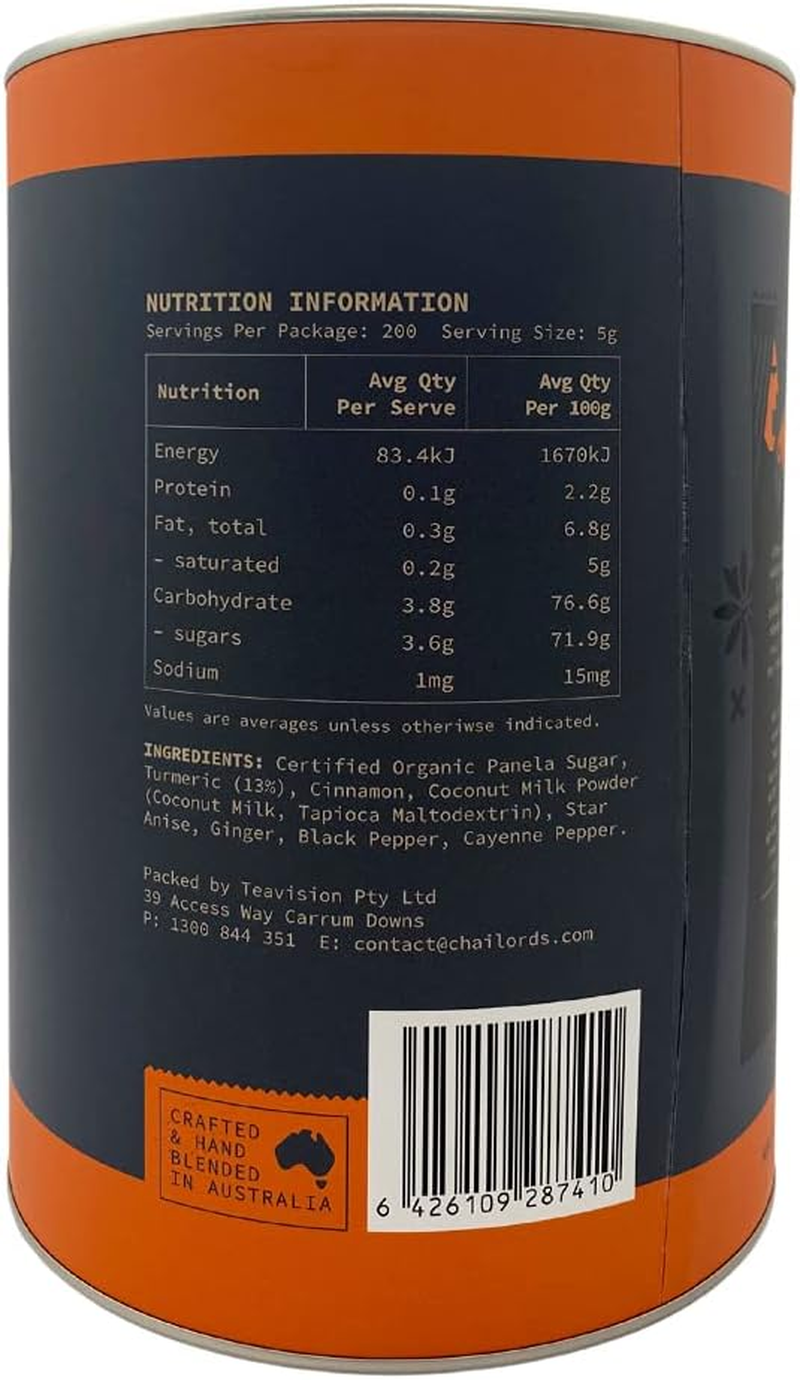 NUTRITION INFORMATION
Servings Per Package: 200 Serving Size: 5g
Nutrition Avg Qty Per Serve Avg Qty Per 100g
Energy 83.4kJ 1670kJ
Protein 0.1g 2.2g
Fat, total 0.3g 6.8g
- saturated 0.2g 5g
Carbohydrate 3.8g 76.6g
- sugars 3.6g 71.9g
Sodium 1mg 15mg
Values are averages unless otheriwse indicated.
INGREDIENTS: Certified Organic Panela Sugar,
Turmeric (13%), Cinnamon, Coconut Milk Powder
(Coconut Milk, Tapioca Maltodextrin), Star
Anise, Ginger, Black Pepper, Cayenne Pepper.
Packed by Teavision Pty Ltd
39 Access Way Carrum Downs
P: 1300 844 351 E: contact@chailords.com
CRAFTED
& HAND
BLENDED
IN AUSTRALIA
6 426109 287410